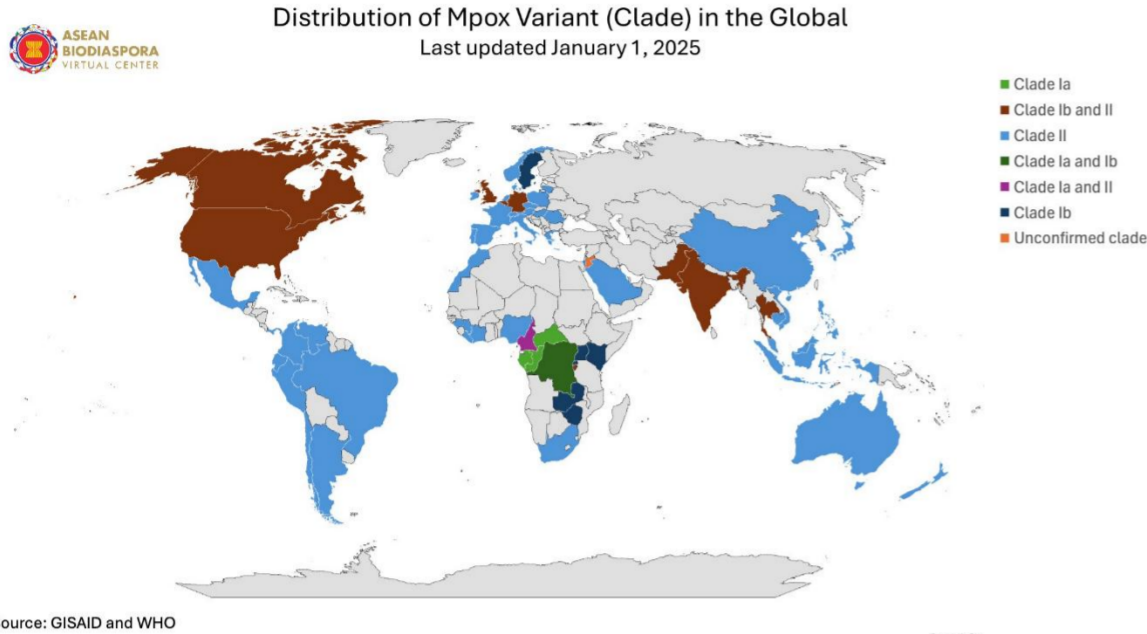 Distribution of Mpox Variant (Clade) in the Global
Last updated January 1, 2025
ASEAN
BIODIASPORA
VIRTUAL CENTER
Clade Ia
Clade Ib and II
Clade II
Clade Ia and Ib
Clade Ia and II
Clade Ib
Unconfirmed clade
ource: GISAID and WHO